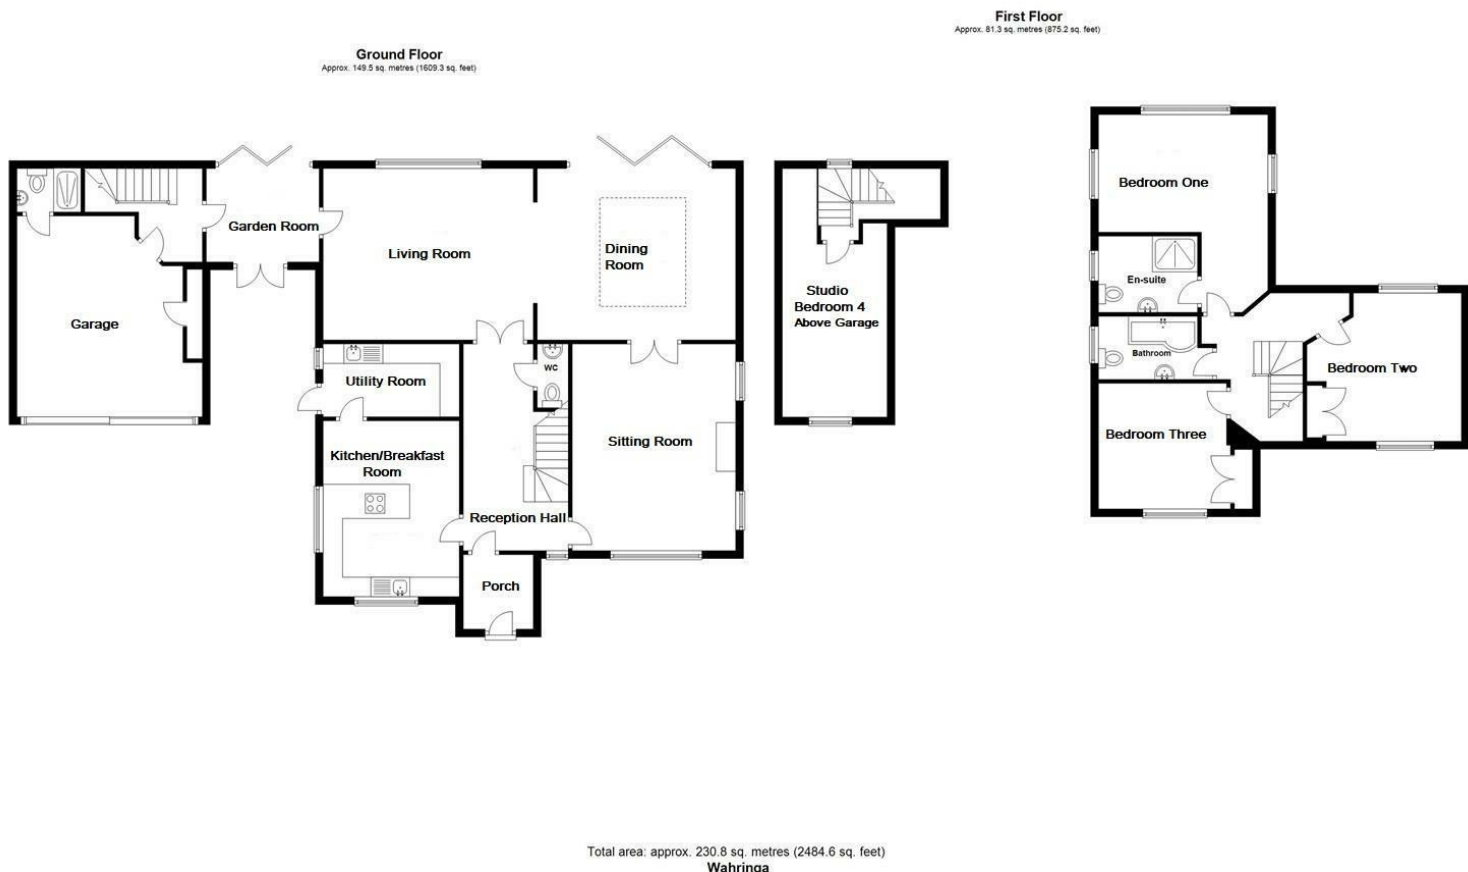 First Floor
Approx. 81.3 sq. metres (875.2 sq. feet)
Ground Floor
Approx. 149.5 sq. metres (1609.3 sq. feet)
Garden Room
Living Room
Dining
Room
Garage
Utility Room
WC
Kitchen/Breakfast
Room
Sitting Room
Reception Hall
Porch
Studio
Bedroom 4
Above Garage
Bedroom One
En-suite
Bathroom
Bedroom Two
Bedroom Three
Total area: approx. 230.8 sq. metres (2484.6 sq. feet)
Wahringa